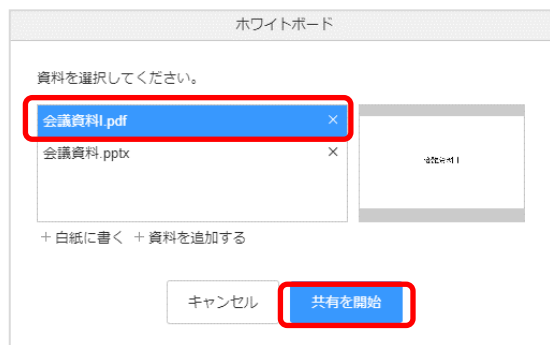 ホワイトボード
資料を選択してください。
会議資料I.pdf ×
会議資料.pptx ×
＋白紙に書く ＋資料を追加する
キャンセル 共有を開始